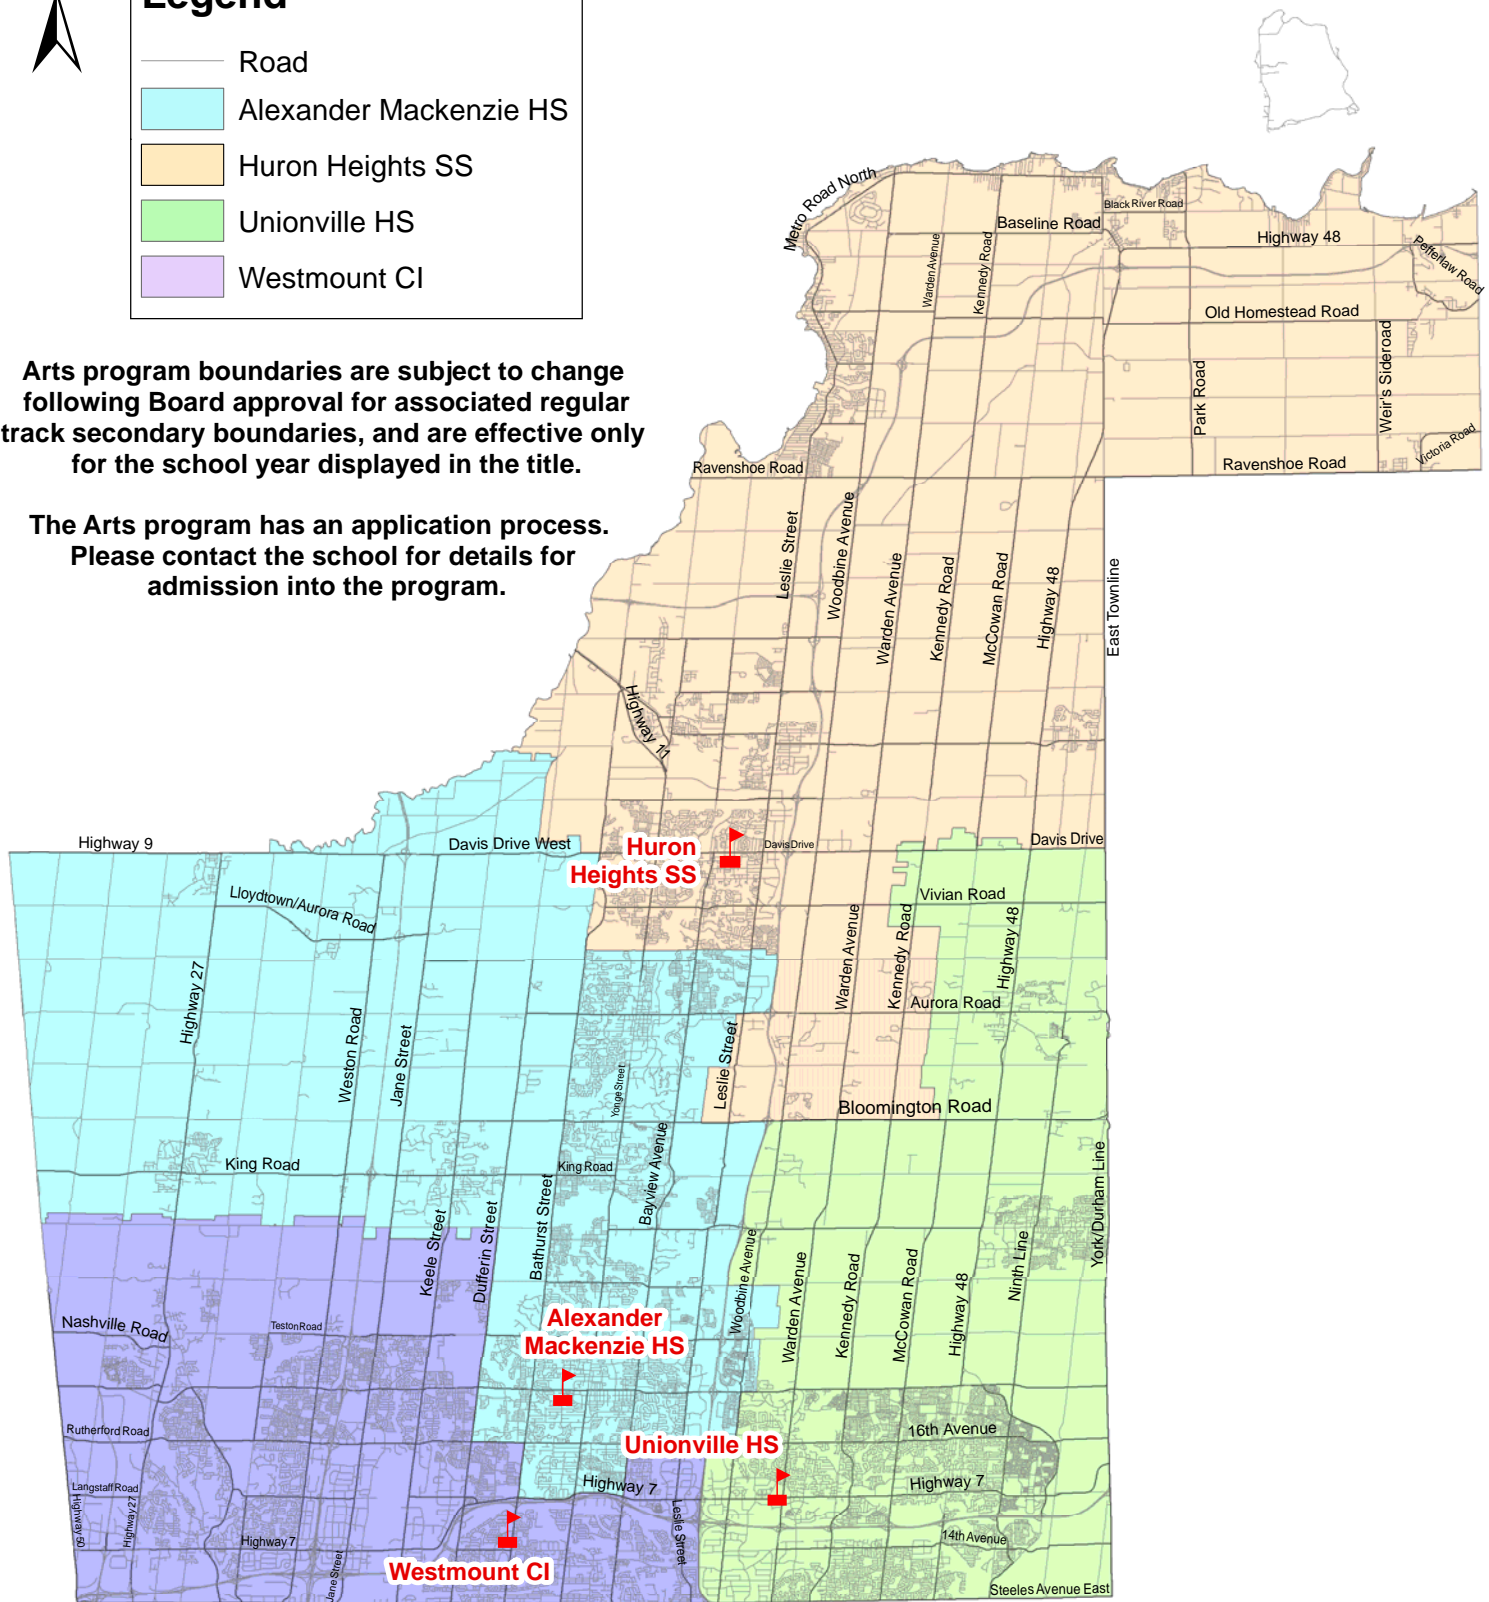 Legend
Road
Alexander Mackenzie HS
Huron Heights SS
Unionville HS
Westmount CI
Arts program boundaries are subject to change
following Board approval for associated regular
track secondary boundaries, and are effective only
for the school year displayed in the title.
The Arts program has an application process.
Please contact the school for details for
admission into the program.
Metro Road North
Black River Road
Baseline Road
Highway 48
Pefferlaw Road
Warden Avenue
Kennedy Road
Old Homestead Road
Park Road
Weir's Sideroad
Victoria Road
Ravenshoe Road
Ravenshoe Road
Leslie Street
Woodbine Avenue
Warden Avenue
Kennedy Road
McCowan Road
Highway 48
East Townline
Highway 11
Highway 9
Davis Drive West
Huron
Heights SS
Davis Drive
Davis Drive
Lloydtown/Aurora Road
Vivian Road
Highway 27
Weston Road
Jane Street
Warden Avenue
Kennedy Road
Highway 48
Aurora Road
Leslie Street
Yonge Street
Bloomington Road
King Road
King Road
Bayview Avenue
Bathurst Street
Dufferin Street
Keele Street
York/Durham Line
Woodbine Avenue
Warden Avenue
Kennedy Road
McCowan Road
Highway 48
Ninth Line
Nashville Road
Teston Road
Alexander
Mackenzie HS
Rutherford Road
16th Avenue
Unionville HS
Langstaff Road
Highway 50
Highway 27
Highway 7
Highway 7
Leslie Street
Highway 7
14th Avenue
Jane Street
Westmount CI
Steeles Avenue East